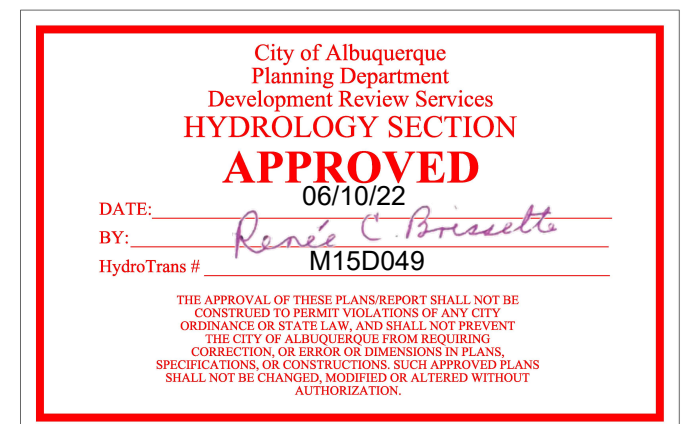 City of Albuquerque
Planning Department
Development Review Services
HYDROLOGY SECTION
APPROVED
DATE: 06/10/22
BY: Renée C. Brissette
HydroTrans # M15D049
THE APPROVAL OF THESE PLANS/REPORT SHALL NOT BE
CONSTRUED TO PERMIT VIOLATIONS OF ANY CITY
ORDINANCE OR STATE LAW, AND SHALL NOT PREVENT
THE CITY OF ALBUQUERQUE FROM REQUIRING
CORRECTION, OR ERROR OR DIMENSIONS IN PLANS,
SPECIFICATIONS, OR CONSTRUCTIONS. SUCH APPROVED PLANS
SHALL NOT BE CHANGED, MODIFIED OR ALTERED WITHOUT
AUTHORIZATION.